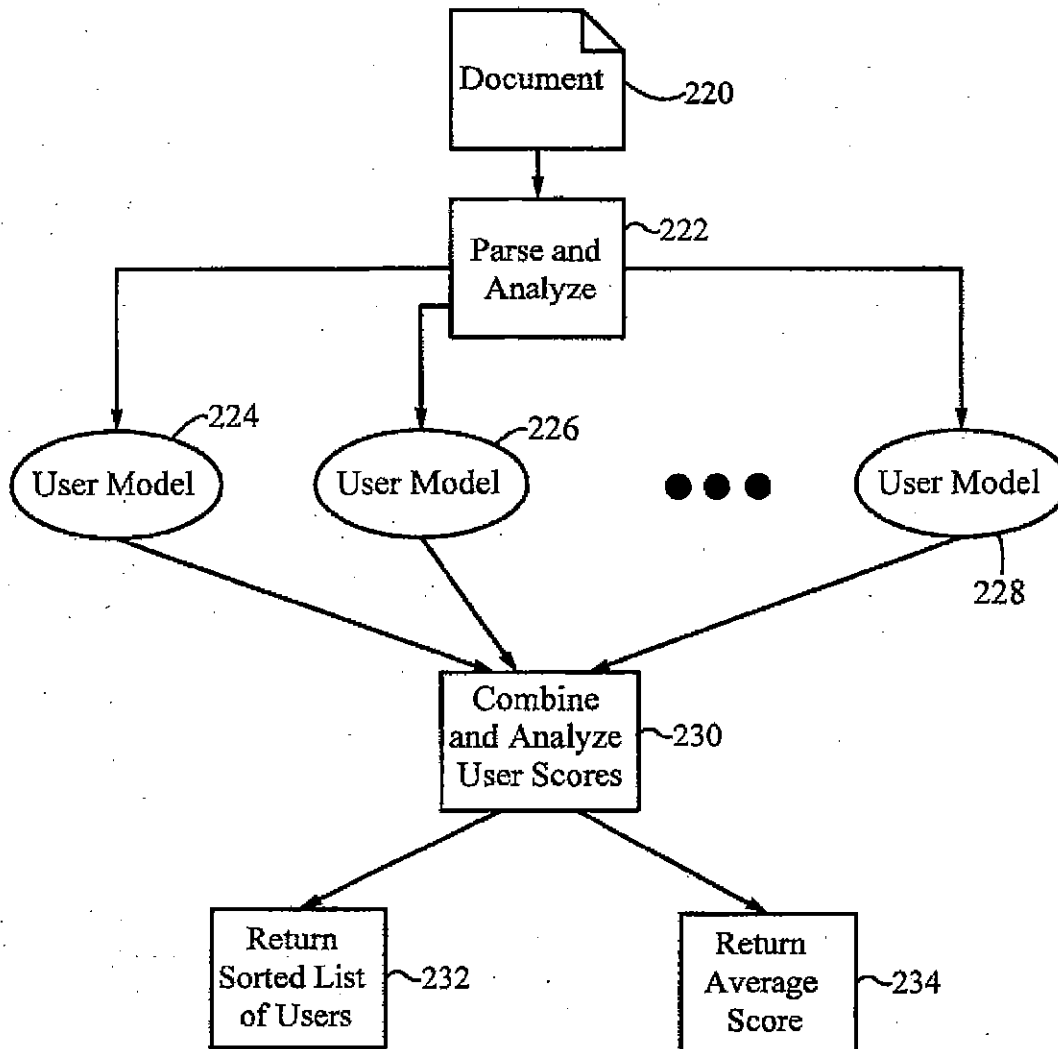 Document
220
222
Parse and
Analyze
224
226
User Model
User Model
User Model
228
Combine
and Analyze
User Scores
230
Return
Sorted List
of Users
232
Return
Average
Score
234